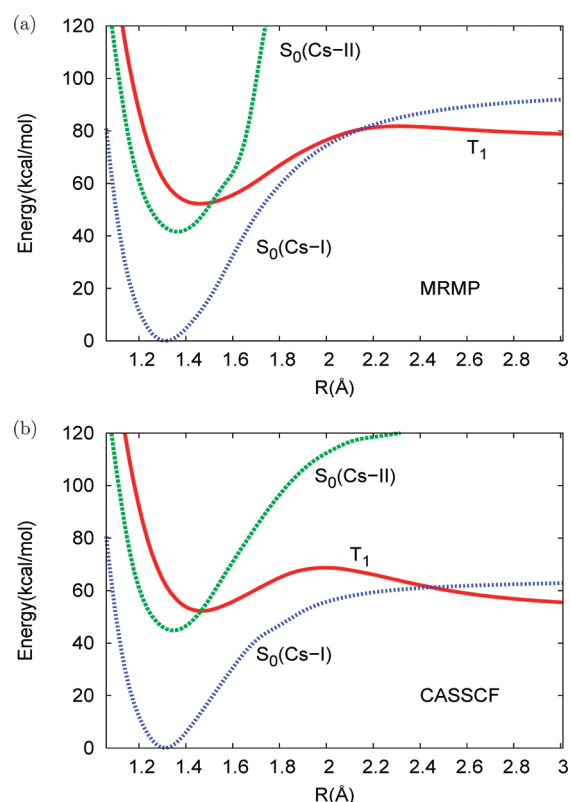 (a)
120
100
80
60
40
20
0
Energy(kcal/mol)
S0(Cs−II)
T1
S0(Cs−I)
MRMP
1.2 1.4 1.6 1.8 2 2.2 2.4 2.6 2.8 3
R(Å)
(b)
120
100
80
60
40
20
0
Energy(kcal/mol)
S0(Cs−II)
T1
S0(Cs−I)
CASSCF
1.2 1.4 1.6 1.8 2 2.2 2.4 2.6 2.8 3
R(Å)